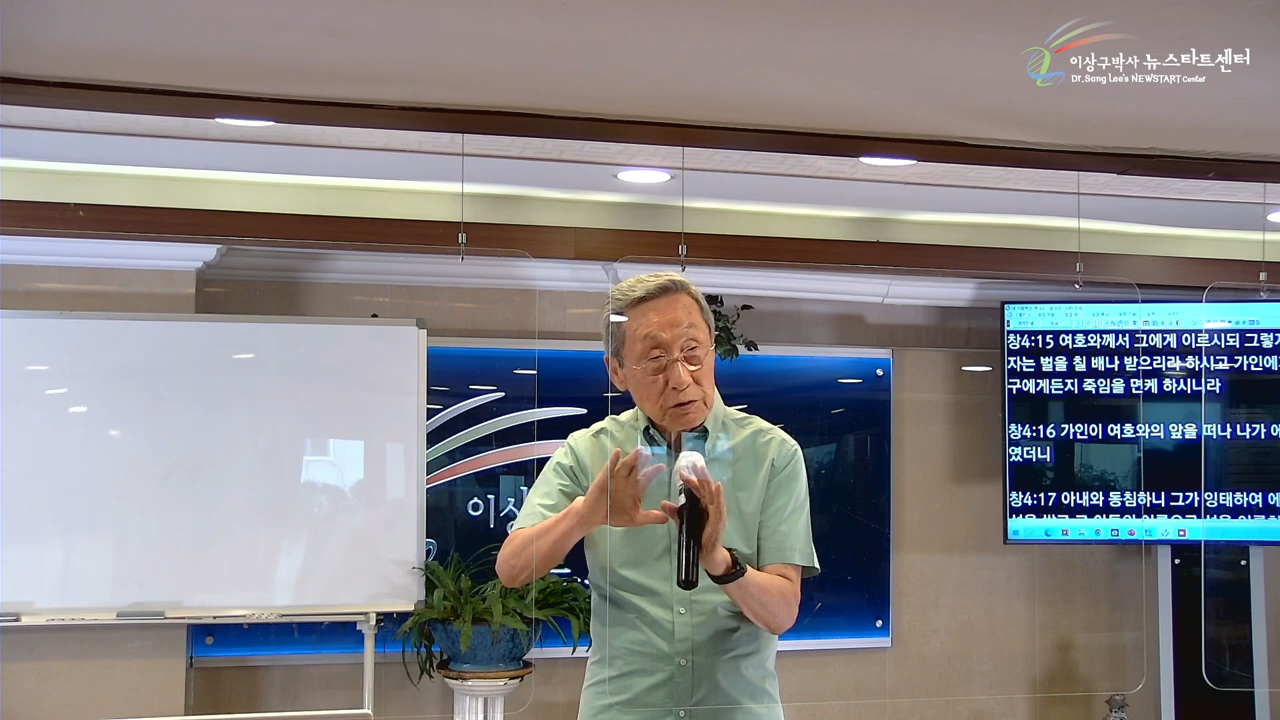 이상구박사 뉴스타트센터
Dr. Sang Lee's NEWSTART Center
창4:15 여호와께서 그에게 이르시되 그렇
자는 벌을 칠 배나 받으리라 하시고 가인에
구에게든지 죽임을 면케 하시니라
창4:16 가인이 여호와의 앞을 떠나 나가 에
였더니
창4:17 아내와 동침하니 그가 잉태하여 에
이상